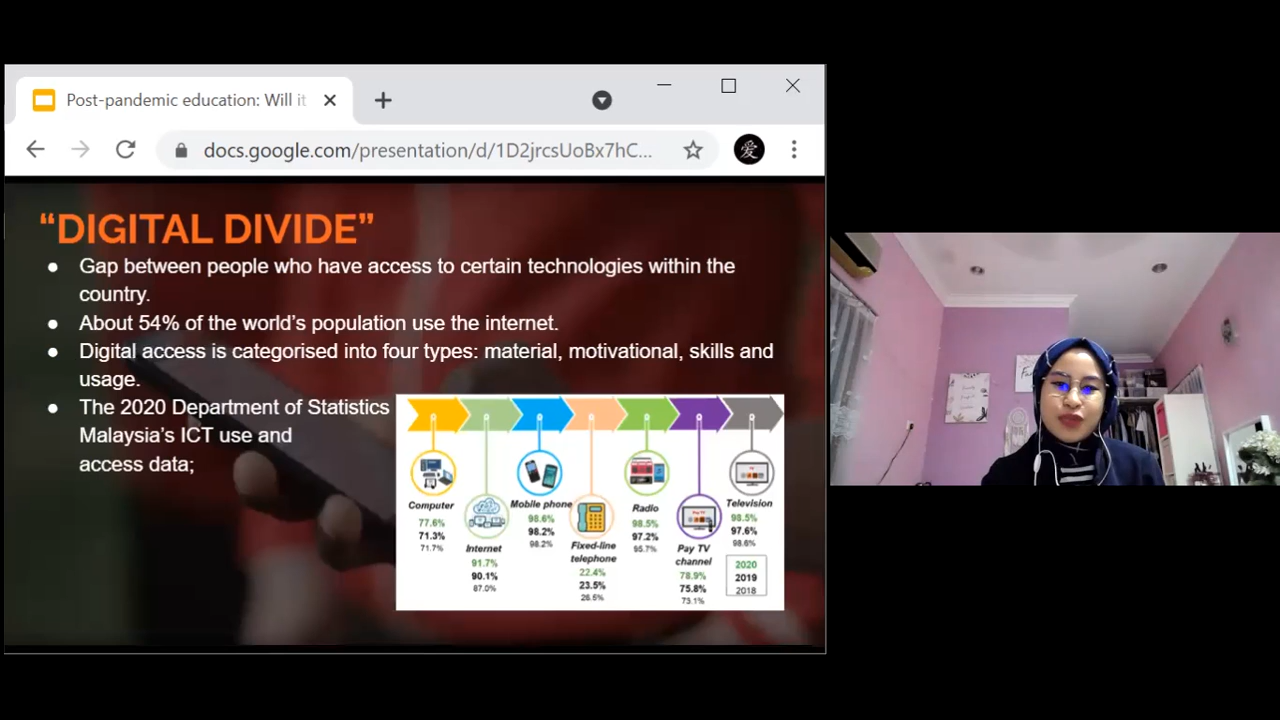 Post-pandemic education: Will it
docs.google.com/presentation/d/1D2jrcsUoBx7hC...
爱
“DIGITAL DIVIDE”
● Gap between people who have access to certain technologies within the
country.
● About 54% of the world’s population use the internet.
● Digital access is categorised into four types: material, motivational, skills and
usage.
● The 2020 Department of Statistics
Malaysia’s ICT use and
access data;
Computer
77.6%
71.3%
71.7%
Internet
91.7%
90.1%
87.0%
Mobile phone
98.6%
98.2%
98.2%
Fixed-line
telephone
22.4%
23.5%
26.5%
Radio
98.5%
97.2%
95.7%
Pay TV
channel
78.9%
75.8%
73.1%
Television
98.5%
97.6%
98.6%
2020
2019
2018